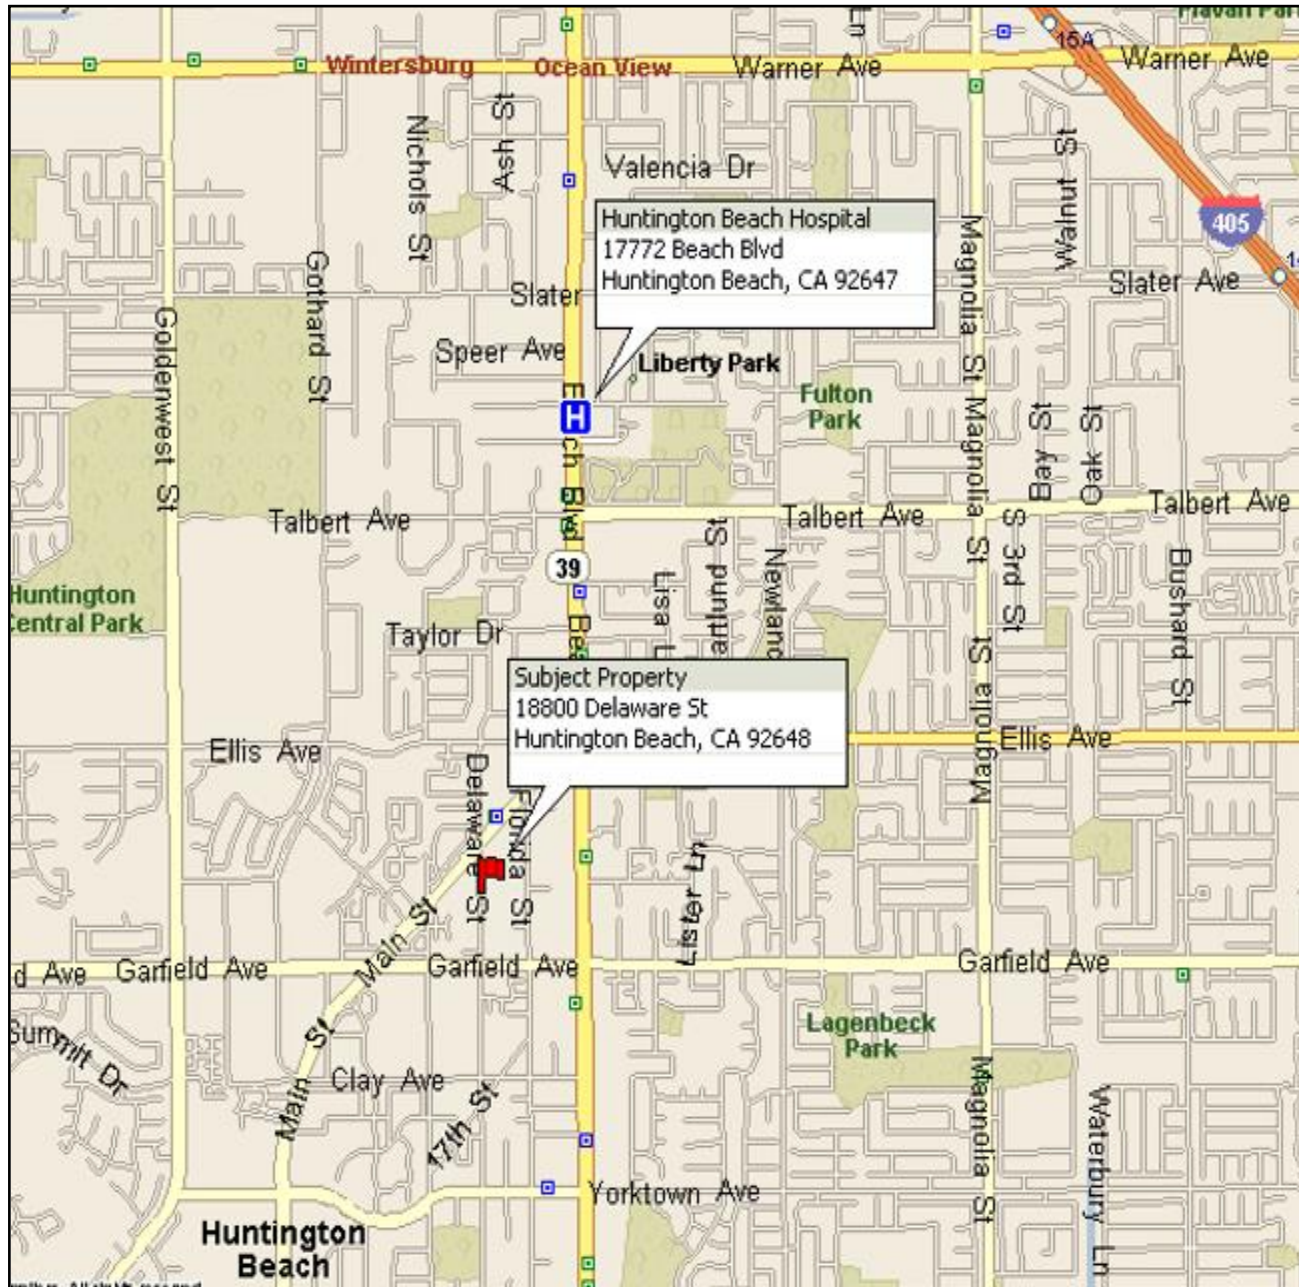 15A
Wintersburg
Ocean View
Warner Ave
Warner Ave
Ln
Nichols St
Ash St
Valencia Dr
Walnut St
405
Huntington Beach Hospital
17772 Beach Blvd
Huntington Beach, CA 92647
Magnolia St
Slater
Slater Ave
Gothard St
Goldenwest St
Speer Ave
Liberty Park
Fulton
Park
H
ch Blvd
Magnolia St
Bay St
Oak St
Talbert Ave
Talbert Ave
Talbert Ave
39
S 3rd St
Bushard St
Huntington
Central Park
Lisa L
Newland
Taylor Dr
Subject Property
18800 Delaware St
Huntington Beach, CA 92648
Magnolia St
Ellis Ave
Ellis Ave
Delaware St
Florida St
Lister Ln
Main St
d Ave
Garfield Ave
Garfield Ave
Garfield Ave
Summit Dr
Main St
Lagenbeck
Park
Clay Ave
17th St
Magnolia St
Waterbury Ln
Yorktown Ave
Huntington
Beach